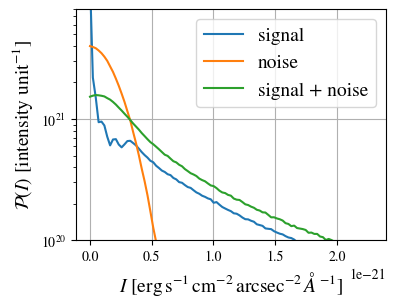 signal
noise
signal + noise
10²¹
10²⁰
𝒫(I) [intensity unit⁻¹]
0.0 0.5 1.0 1.5 2.0
1e−21
I [erg s⁻¹ cm⁻² arcsec⁻² Å⁻¹]